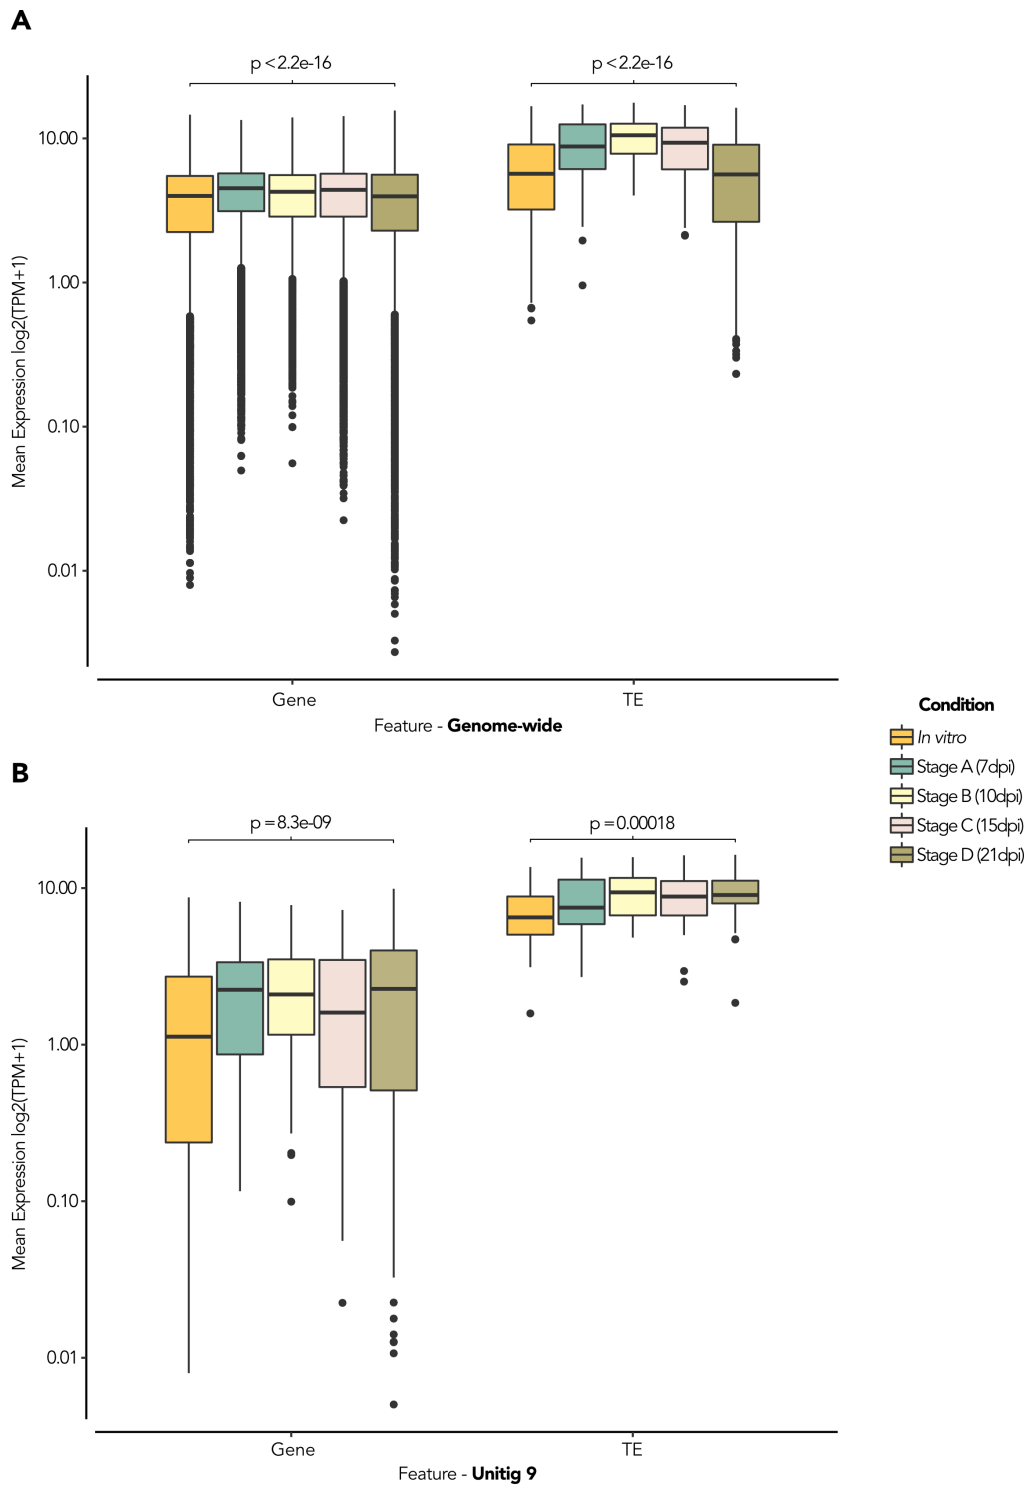 A
p < 2.2e-16
p < 2.2e-16
10.00
1.00
0.10
0.01
Mean Expression log2(TPM+1)
Gene
TE
Feature - Genome-wide
Condition
In vitro
Stage A (7dpi)
Stage B (10dpi)
Stage C (15dpi)
Stage D (21dpi)
B
p = 8.3e-09
p = 0.00018
10.00
1.00
0.10
0.01
Mean Expression log2(TPM+1)
Gene
TE
Feature - Unitig 9